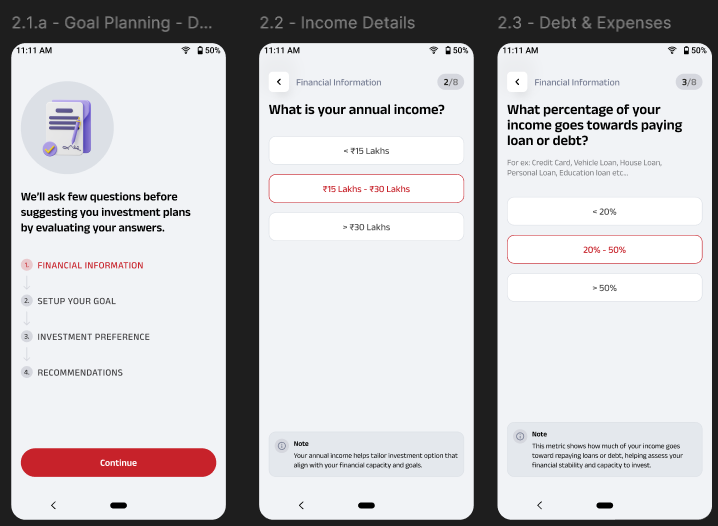 2.1.a - Goal Planning - D...
11:11 AM
50%
We'll ask few questions before
suggesting you investment plans
by evaluating your answers.
1. FINANCIAL INFORMATION
2. SETUP YOUR GOAL
3. INVESTMENT PREFERENCE
4. RECOMMENDATIONS
Continue
2.2 - Income Details
11:11 AM
50%
Financial Information
2/8
What is your annual income?
< ₹15 Lakhs
₹15 Lakhs - ₹30 Lakhs
> ₹30 Lakhs
Note
Your annual income helps tailor investment option that
align with your financial capacity and goals.
2.3 - Debt & Expenses
11:11 AM
50%
Financial Information
3/8
What percentage of your
income goes towards paying
loan or debt?
For ex: Credit Card, Vehicle Loan, House Loan,
Personal Loan, Education loan etc...
< 20%
20% - 50%
> 50%
Note
This metric shows how much of your income goes
toward repaying loans or debt, helping assess your
financial stability and capacity to invest.